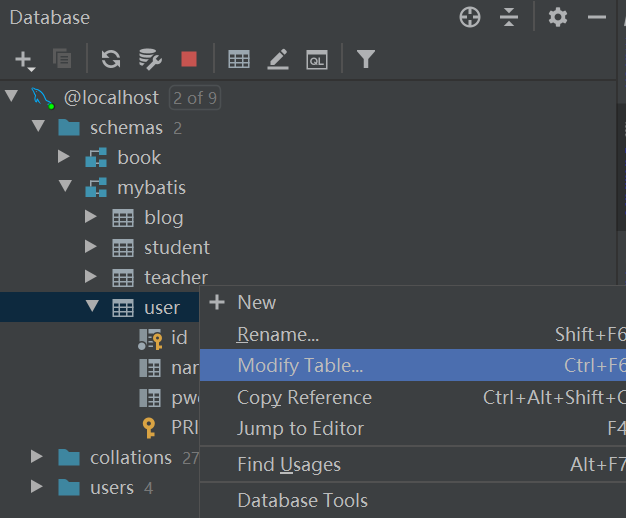 Database
QL
@localhost 2 of 9
schemas 2
book
mybatis
blog
student
teacher
user
New
id
Rename... Shift+F6
Modify Table... Ctrl+F6
Copy Reference Ctrl+Alt+Shift+C
PRI
Jump to Editor F4
collations 27
Find Usages Alt+F7
users 4
Database Tools